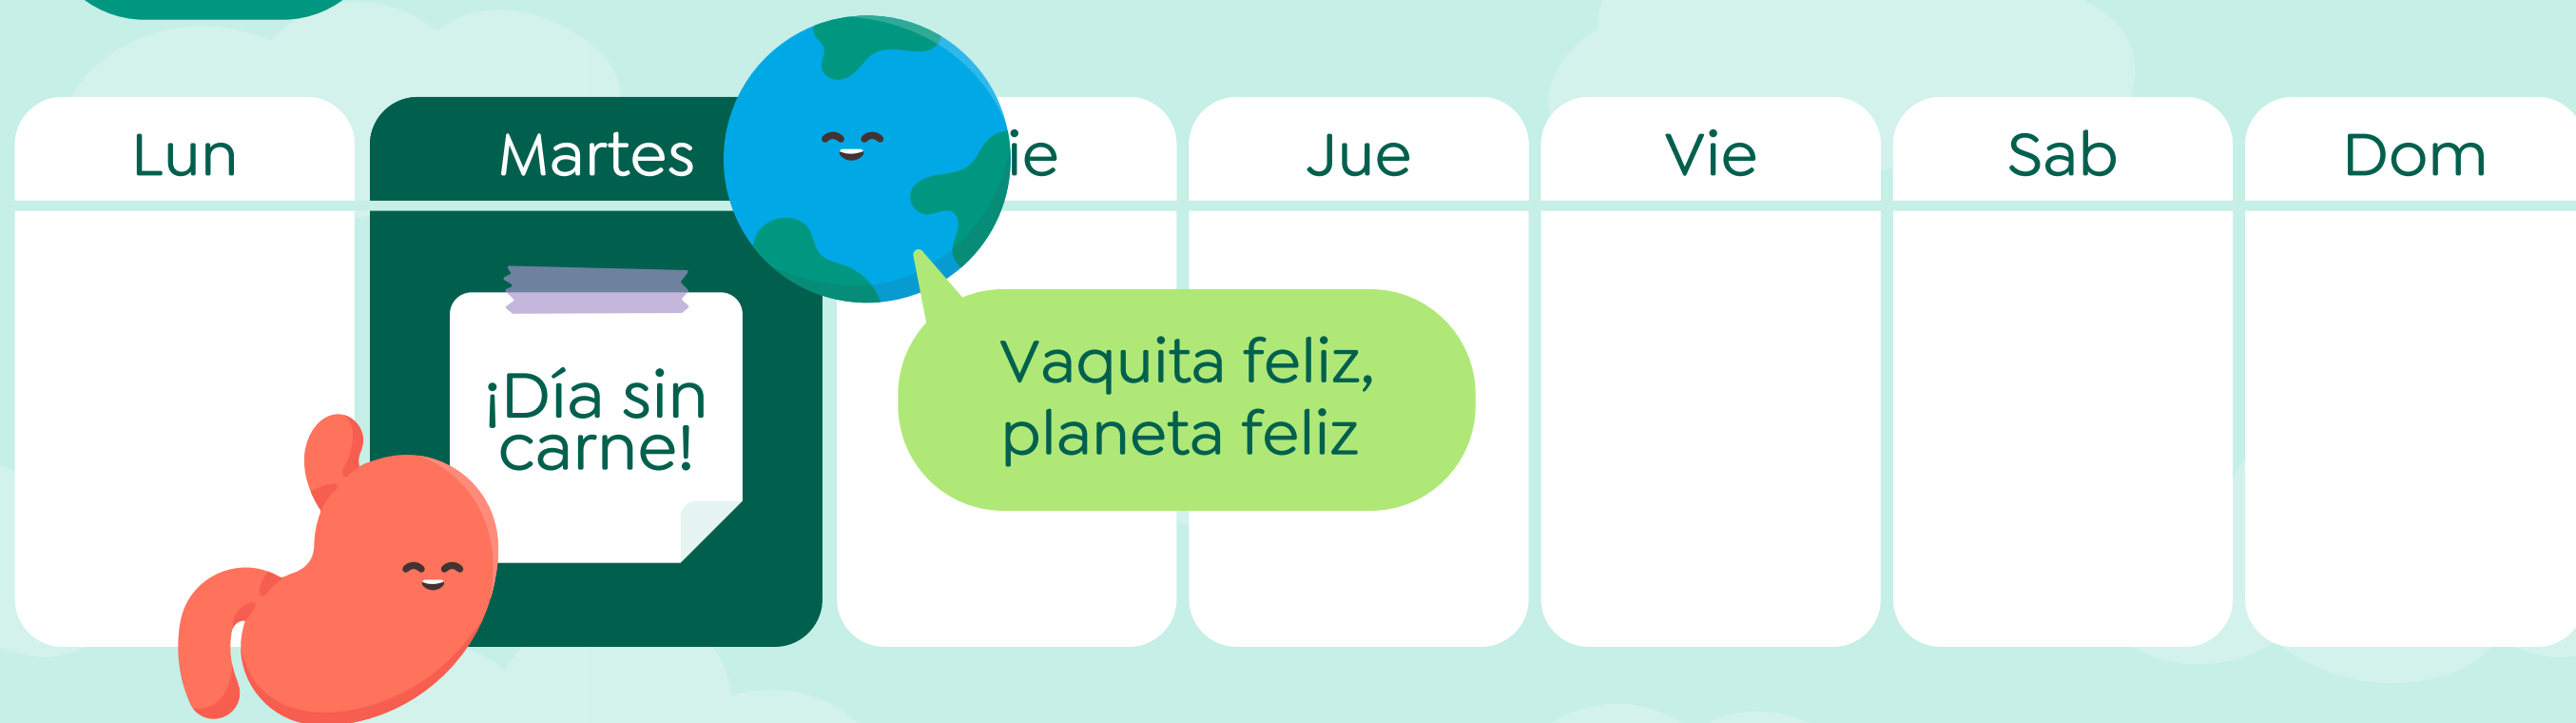 Lun
Martes
ie
Jue
Vie
Sab
Dom
¡Día sin
carne!
Vaquita feliz,
planeta feliz